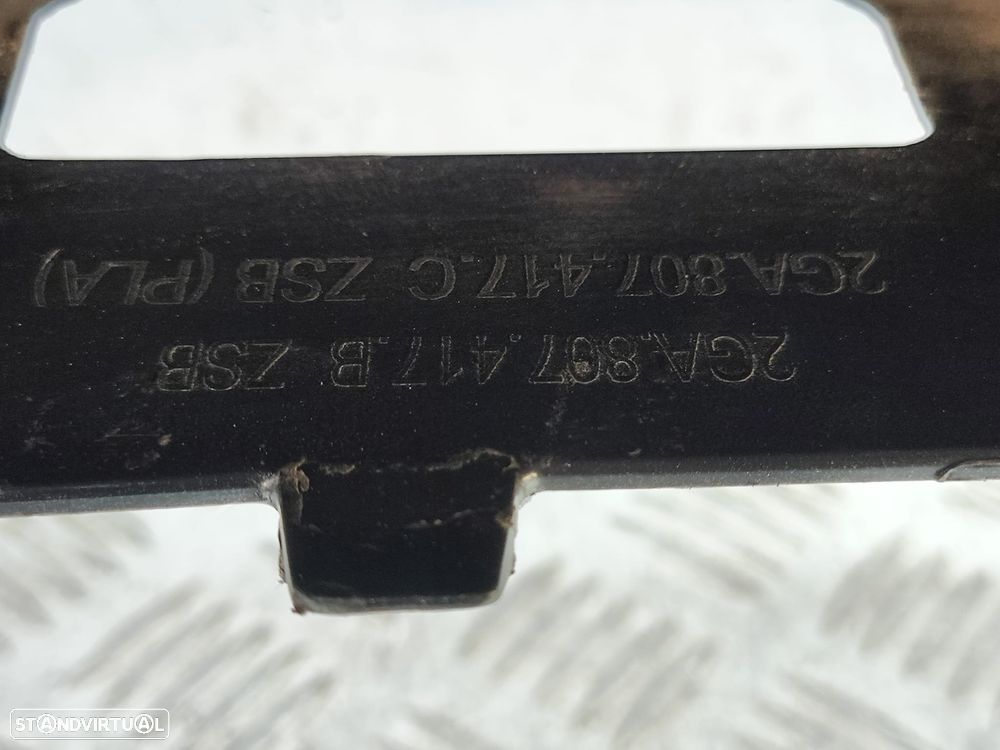 2GA.807.417.B ZSB
2GA.807.417.C ZSB (PLA)
STANDVIRTUAL